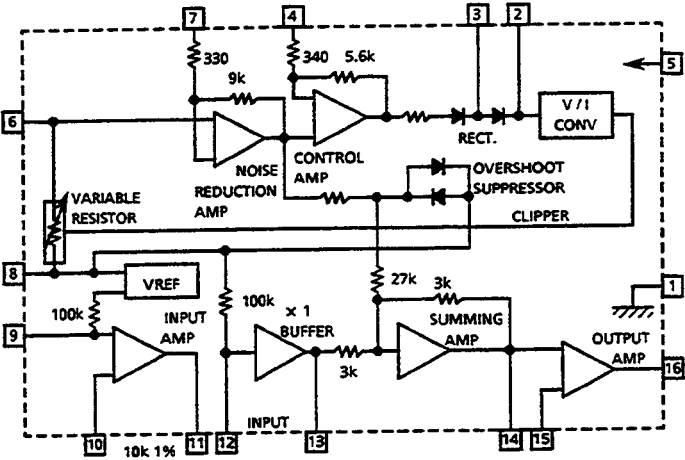 7
4
3
2
330
340
5.6k
5
9k
6
V / I
CONV
RECT.
NOISE
REDUCTION
AMP
CONTROL
AMP
OVERSHOOT
SUPPRESSOR
VARIABLE
RESISTOR
CLIPPER
8
VREF
27k
3k
1
100k
INPUT
AMP
100k
× 1
BUFFER
SUMMING
AMP
9
OUTPUT
AMP
3k
16
10
10k 1%
11
12
INPUT
13
14
15